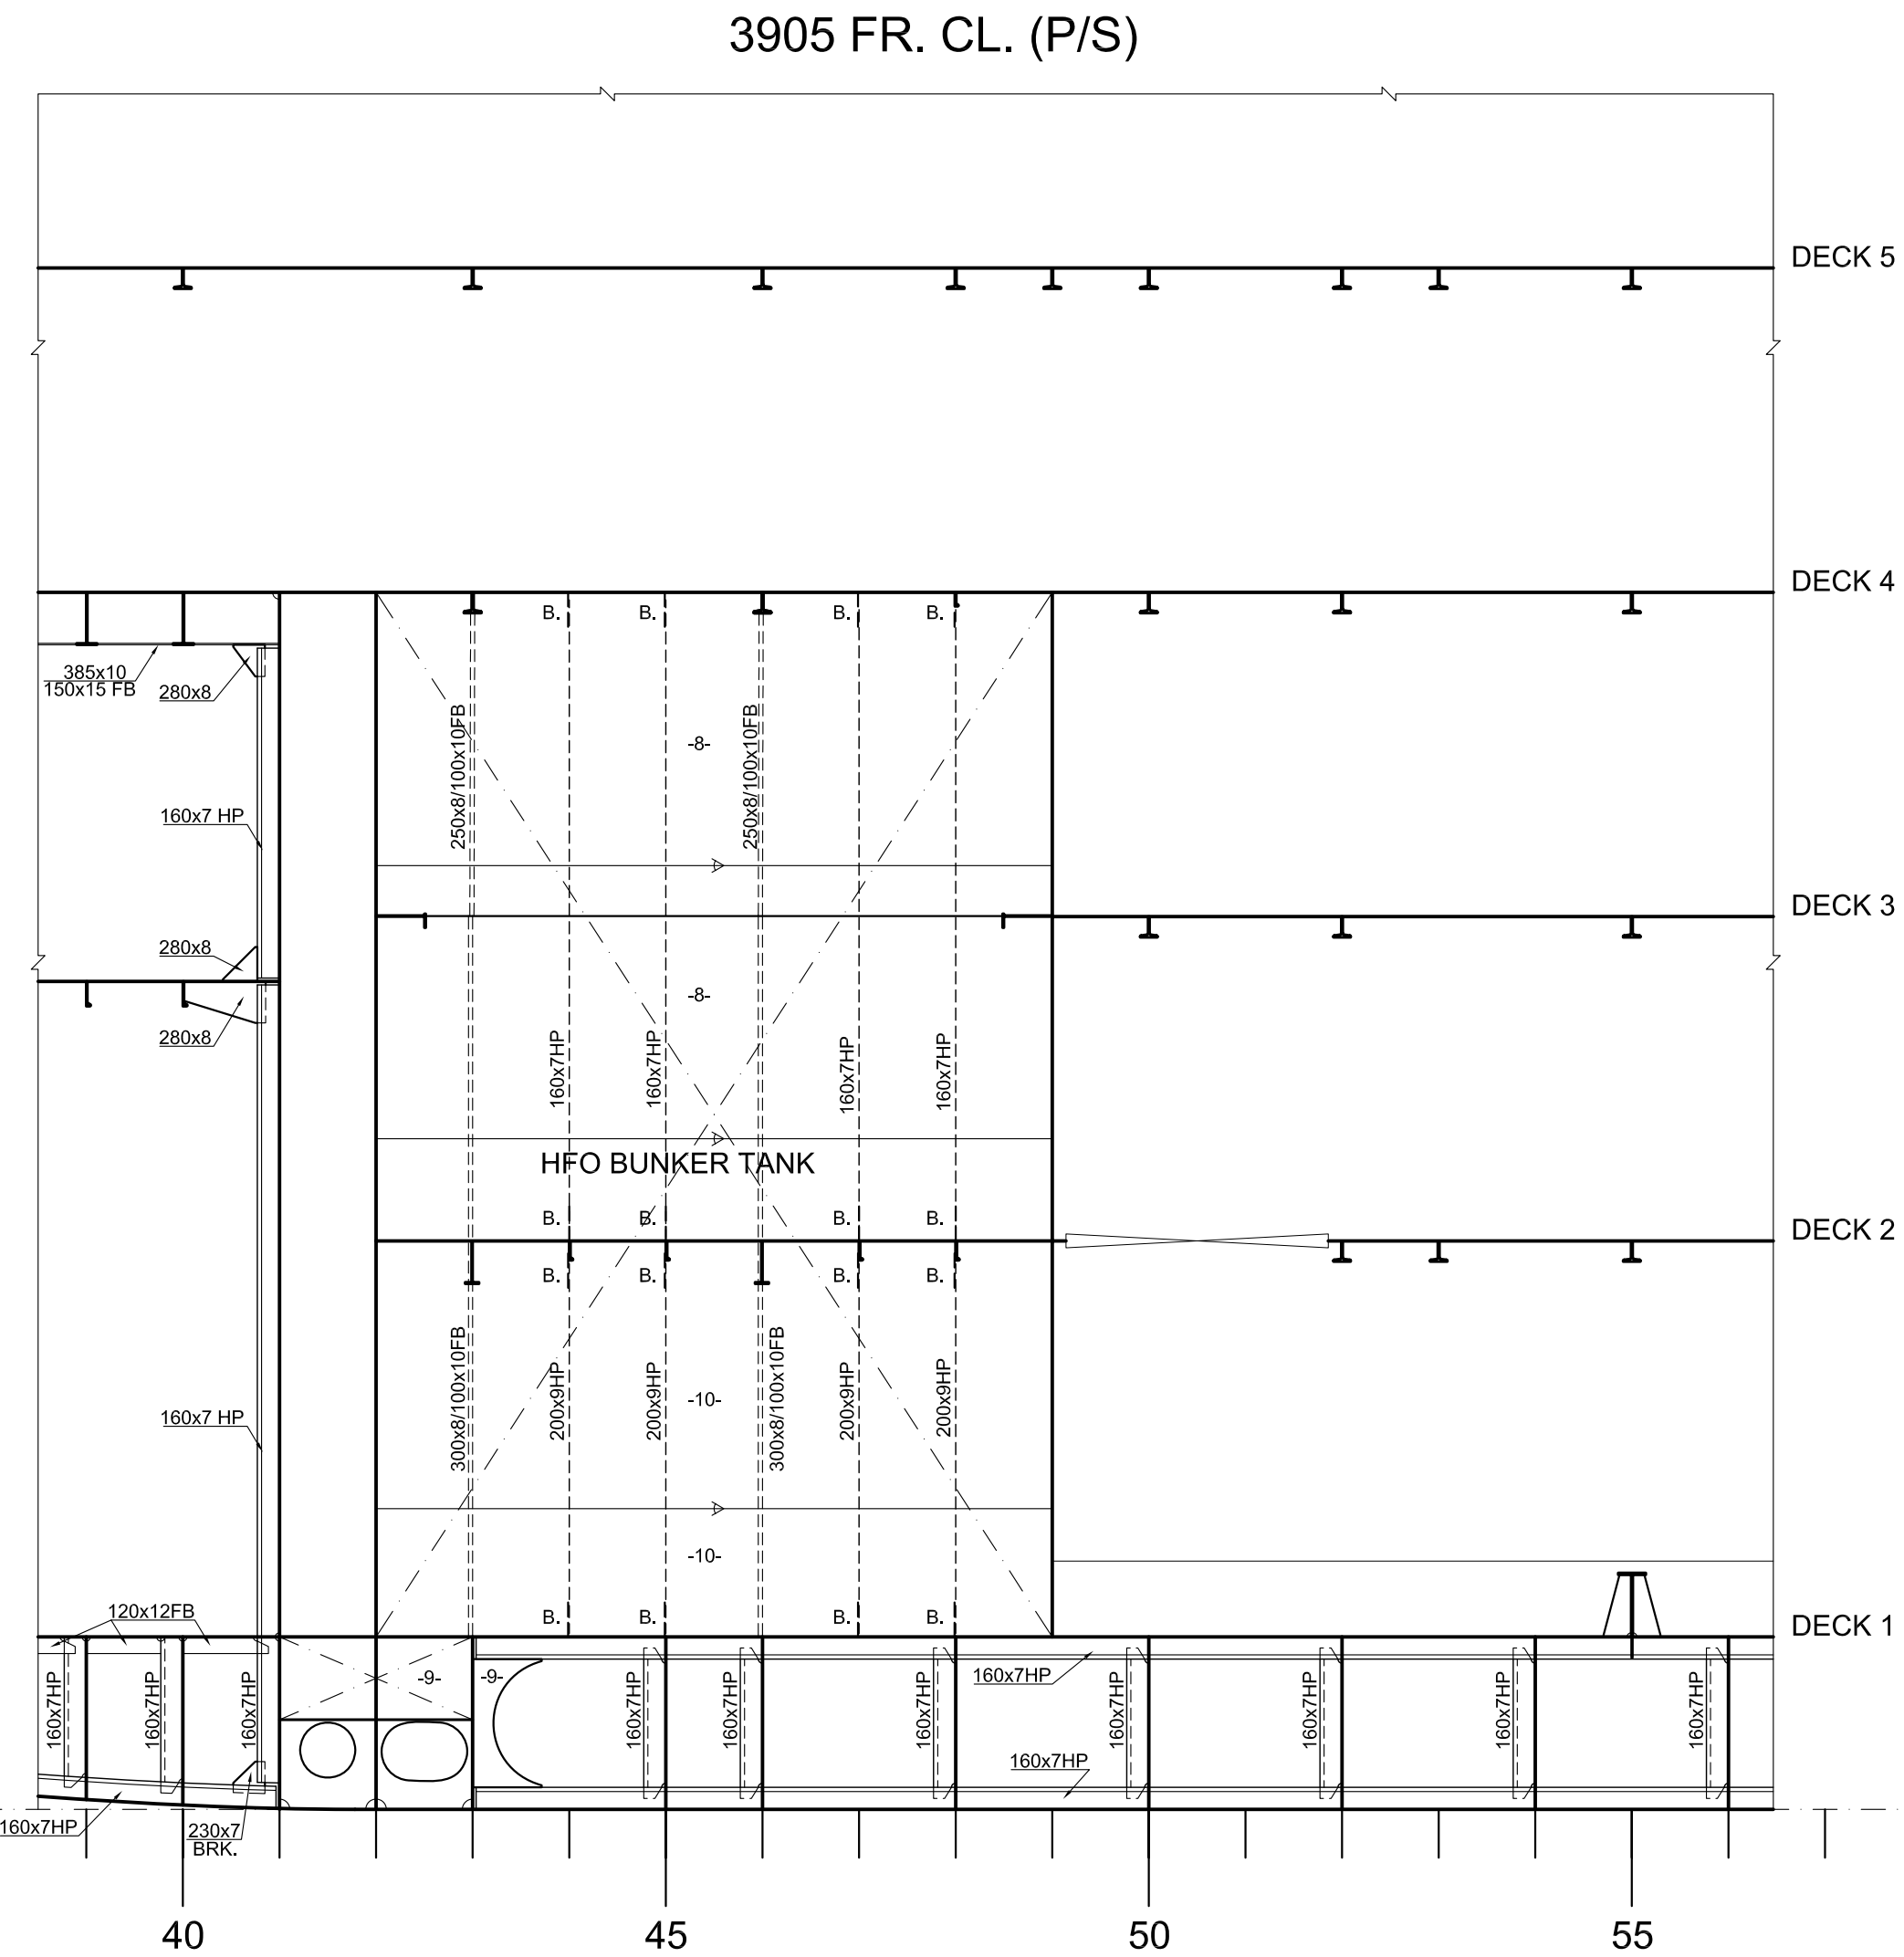 3905 FR. CL. (P/S)
DECK 5
DECK 4
B.
B.
B.
B.
385x10
150x15 FB
280x8
250x8/100x10FB
-8-
250x8/100x10FB
160x7 HP
DECK 3
280x8
-8-
280x8
160x7HP
160x7HP
160x7HP
160x7HP
HFO BUNKER TANK
B.
B.
B.
B.
DECK 2
B.
B.
B.
B.
300x8/100x10FB
200x9HP
200x9HP
-10-
300x8/100x10FB
200x9HP
200x9HP
160x7 HP
-10-
120x12FB
B.
B.
B.
B.
DECK 1
160x7HP
160x7HP
160x7HP
-9-
-9-
160x7HP
160x7HP
160x7HP
160x7HP
160x7HP
160x7HP
160x7HP
160x7HP
160x7HP
160x7HP
230x7
BRK.
40
45
50
55